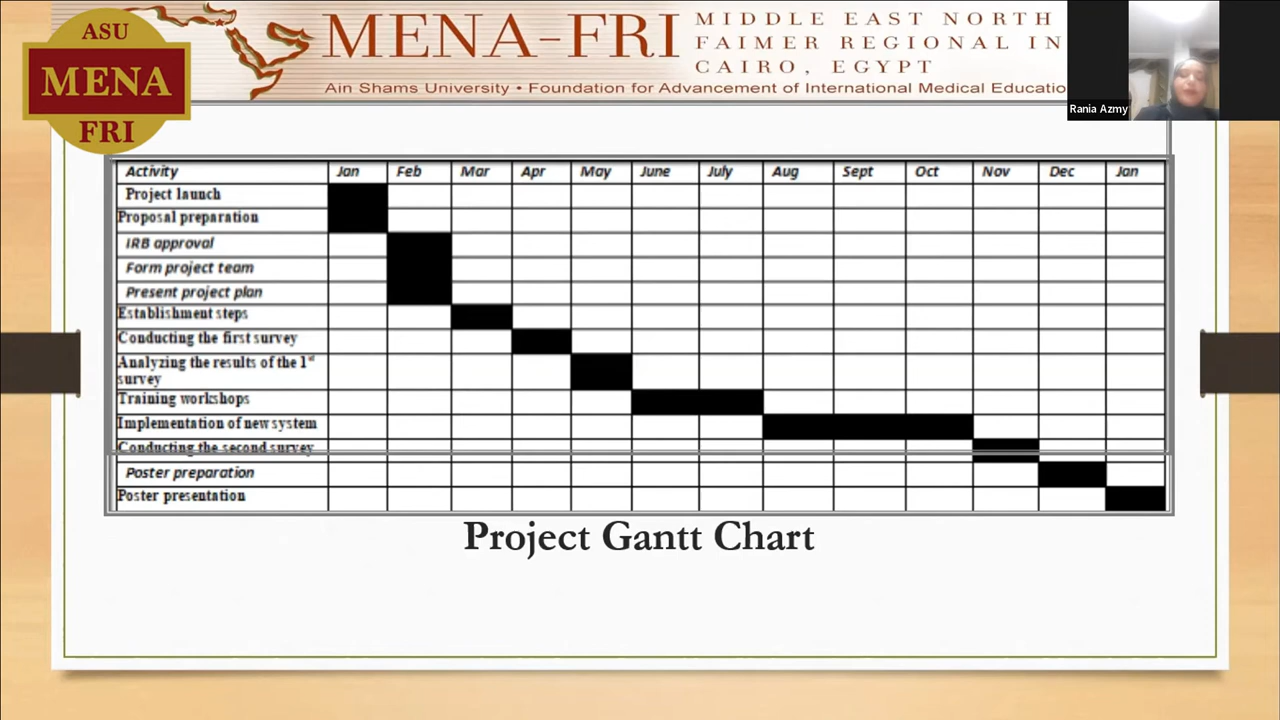 ASU
MENA
FRI
MENA-FRI
MIDDLE EAST NORTH
FAIMER REGIONAL IN
CAIRO, EGYPT
Ain Shams University • Foundation for Advancement of International Medical Educatio
Rania Azmy
Activity Jan Feb Mar Apr May June July Aug Sept Oct Nov Dec Jan
Project launch
Proposal preparation
IRB approval
Form project team
Present project plan
Establishment steps
Conducting the first survey
Analyzing the results of the 1st
survey
Training workshops
Implementation of new system
Conducting the second survey
Poster preparation
Poster presentation
Project Gantt Chart